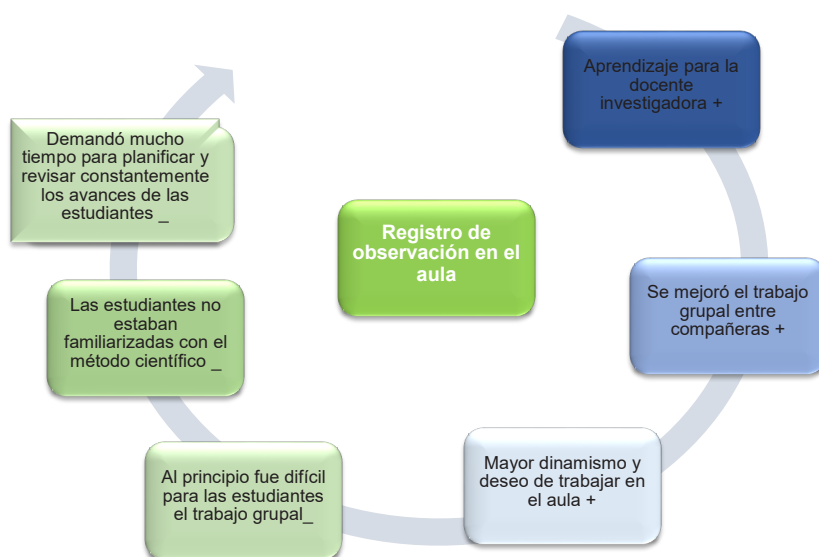 Aprendizaje para la
docente
investigadora +
Demandó mucho
tiempo para planificar y
revisar constantemente
los avances de las
estudiantes _
Registro de
observación en el
aula
Se mejoró el trabajo
grupal entre
compañeras +
Las estudiantes no
estaban
familiarizadas con el
método científico _
Mayor dinamismo y
deseo de trabajar en
el aula +
Al principio fue difícil
para las estudiantes
el trabajo grupal_